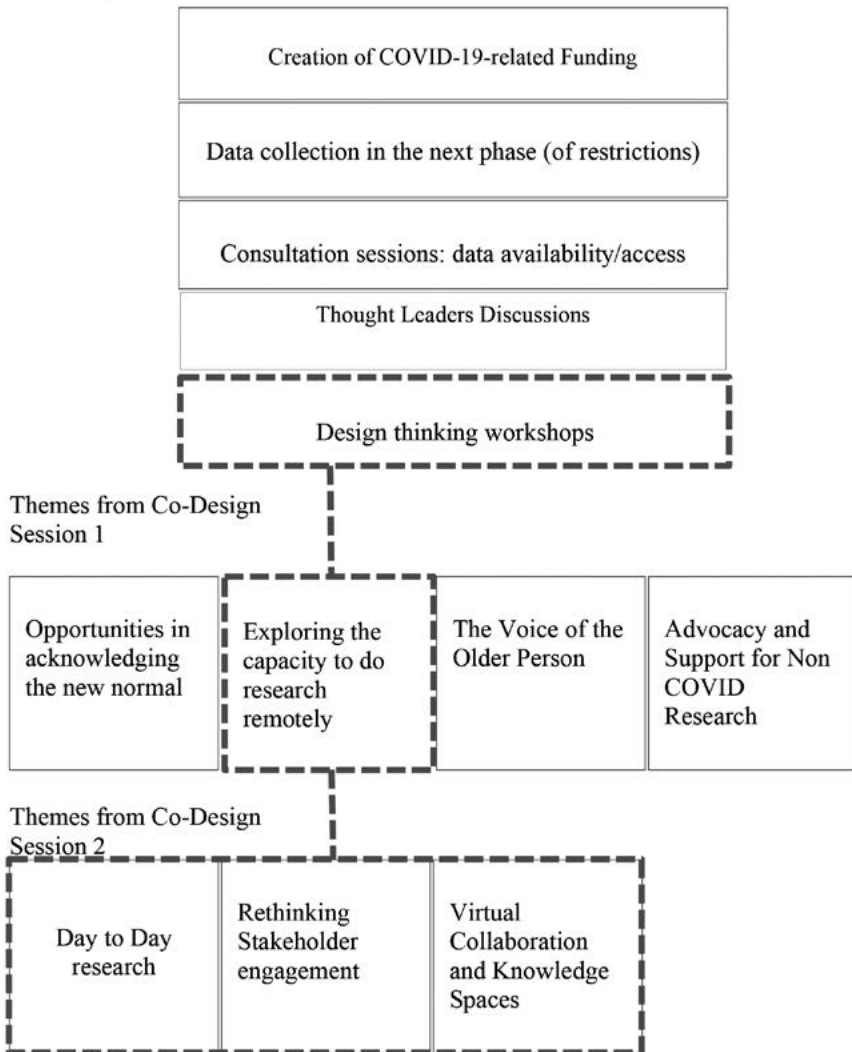 Creation of COVID-19-related Funding
Data collection in the next phase (of restrictions)
Consultation sessions: data availability/access
Thought Leaders Discussions
Design thinking workshops
Themes from Co-Design
Session 1
Opportunities in
acknowledging
the new normal
Exploring the
capacity to do
research
remotely
The Voice of the
Older Person
Advocacy and
Support for Non
COVID
Research
Themes from Co-Design
Session 2
Day to Day
research
Rethinking
Stakeholder
engagement
Virtual
Collaboration
and Knowledge
Spaces